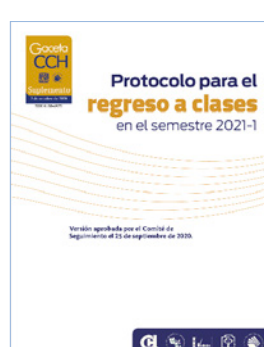 Gaceta
CCH
Suplemento
Protocolo para el
regreso a clases
en el semestre 2021-1
Versión aprobada por el Comité de
Seguimiento el 25 de septiembre de 2020.